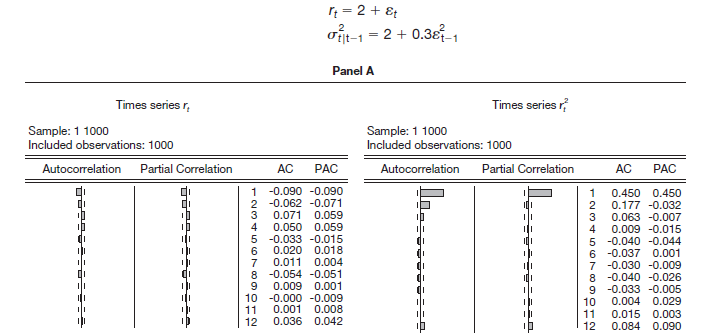 rₜ = 2 + εₜ
σ²ₜ|ₜ₋₁ = 2 + 0.3ε²ₜ₋₁
Panel A
Times series rₜ
Sample: 1 1000
Included observations: 1000
Autocorrelation Partial Correlation AC PAC
1 -0.090 -0.090
2 -0.062 -0.071
3 0.071 0.059
4 0.050 0.059
5 -0.033 -0.015
6 0.020 0.018
7 0.011 0.004
8 -0.054 -0.051
9 0.009 0.001
10 -0.000 -0.009
11 0.001 0.008
12 0.036 0.042
Times series rₜ²
Sample: 1 1000
Included observations: 1000
Autocorrelation Partial Correlation AC PAC
1 0.450 0.450
2 0.177 -0.032
3 0.063 -0.007
4 0.009 -0.015
5 -0.040 -0.044
6 -0.037 0.001
7 -0.030 -0.009
8 -0.040 -0.026
9 -0.033 -0.005
10 0.004 0.029
11 0.015 0.003
12 0.084 0.090